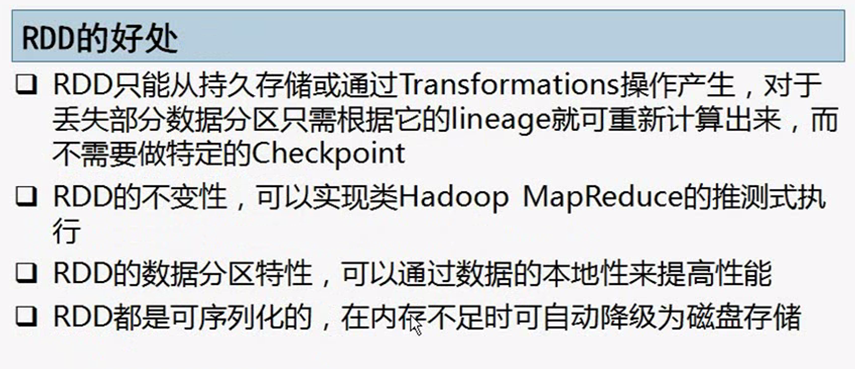 RDD的好处
❑ RDD只能从持久存储或通过Transformations操作产生，对于
丢失部分数据分区只需根据它的lineage就可重新计算出来，而
不需要做特定的Checkpoint
❑ RDD的不变性，可以实现类Hadoop MapReduce的推测式执
行
❑ RDD的数据分区特性，可以通过数据的本地性来提高性能
❑ RDD都是可序列化的，在内存不足时可自动降级为磁盘存储